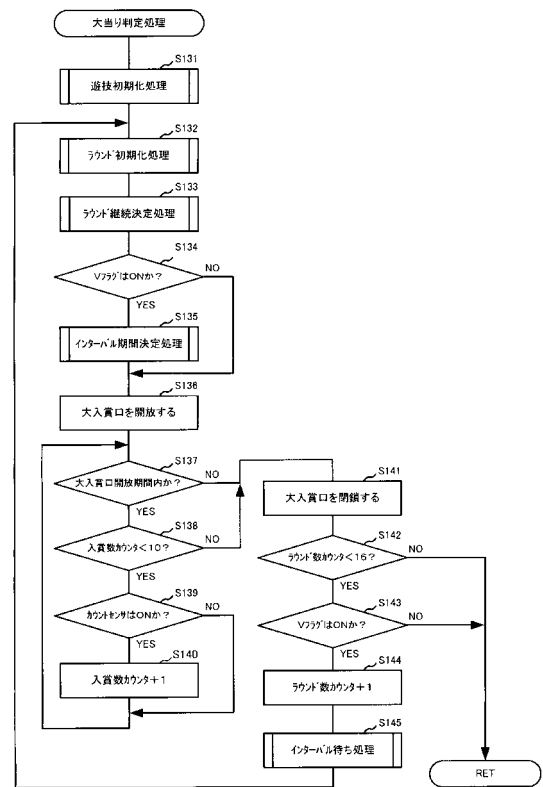 大当り判定処理
S131
遊技初期化処理
S132
ラウンド初期化処理
S133
ラウンド継続決定処理
S134
VフラグはONか?
NO
YES
S135
インターバル期間決定処理
S136
大入賞口を開放する
S137
大入賞口開放期間内か?
NO
YES
S138
入賞数カウンタ<10?
NO
YES
S139
カウントセンサはONか?
NO
YES
S140
入賞数カウンタ+1
S141
大入賞口を閉鎖する
S142
ラウンド数カウンタ<16?
NO
YES
S143
VフラグはONか?
NO
YES
S144
ラウンド数カウンタ+1
S145
インターバル待ち処理
RET